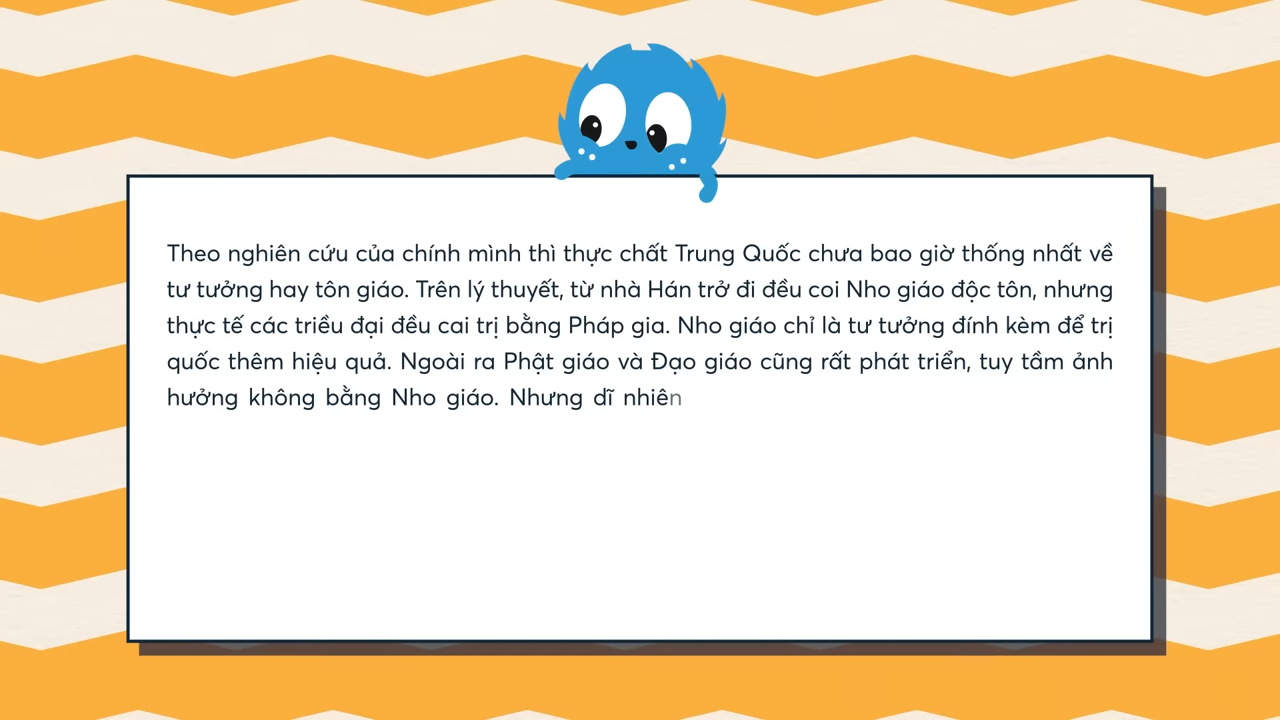 Theo nghiên cứu của chính mình thì thực chất Trung Quốc chưa bao giờ thống nhất về
tư tưởng hay tôn giáo. Trên lý thuyết, từ nhà Hán trở đi đều coi Nho giáo độc tôn, nhưng
thực tế các triều đại đều cai trị bằng Pháp gia. Nho giáo chỉ là tư tưởng đính kèm để trị
quốc thêm hiệu quả. Ngoài ra Phật giáo và Đạo giáo cũng rất phát triển, tuy tầm ảnh
hưởng không bằng Nho giáo. Nhưng dĩ nhiên